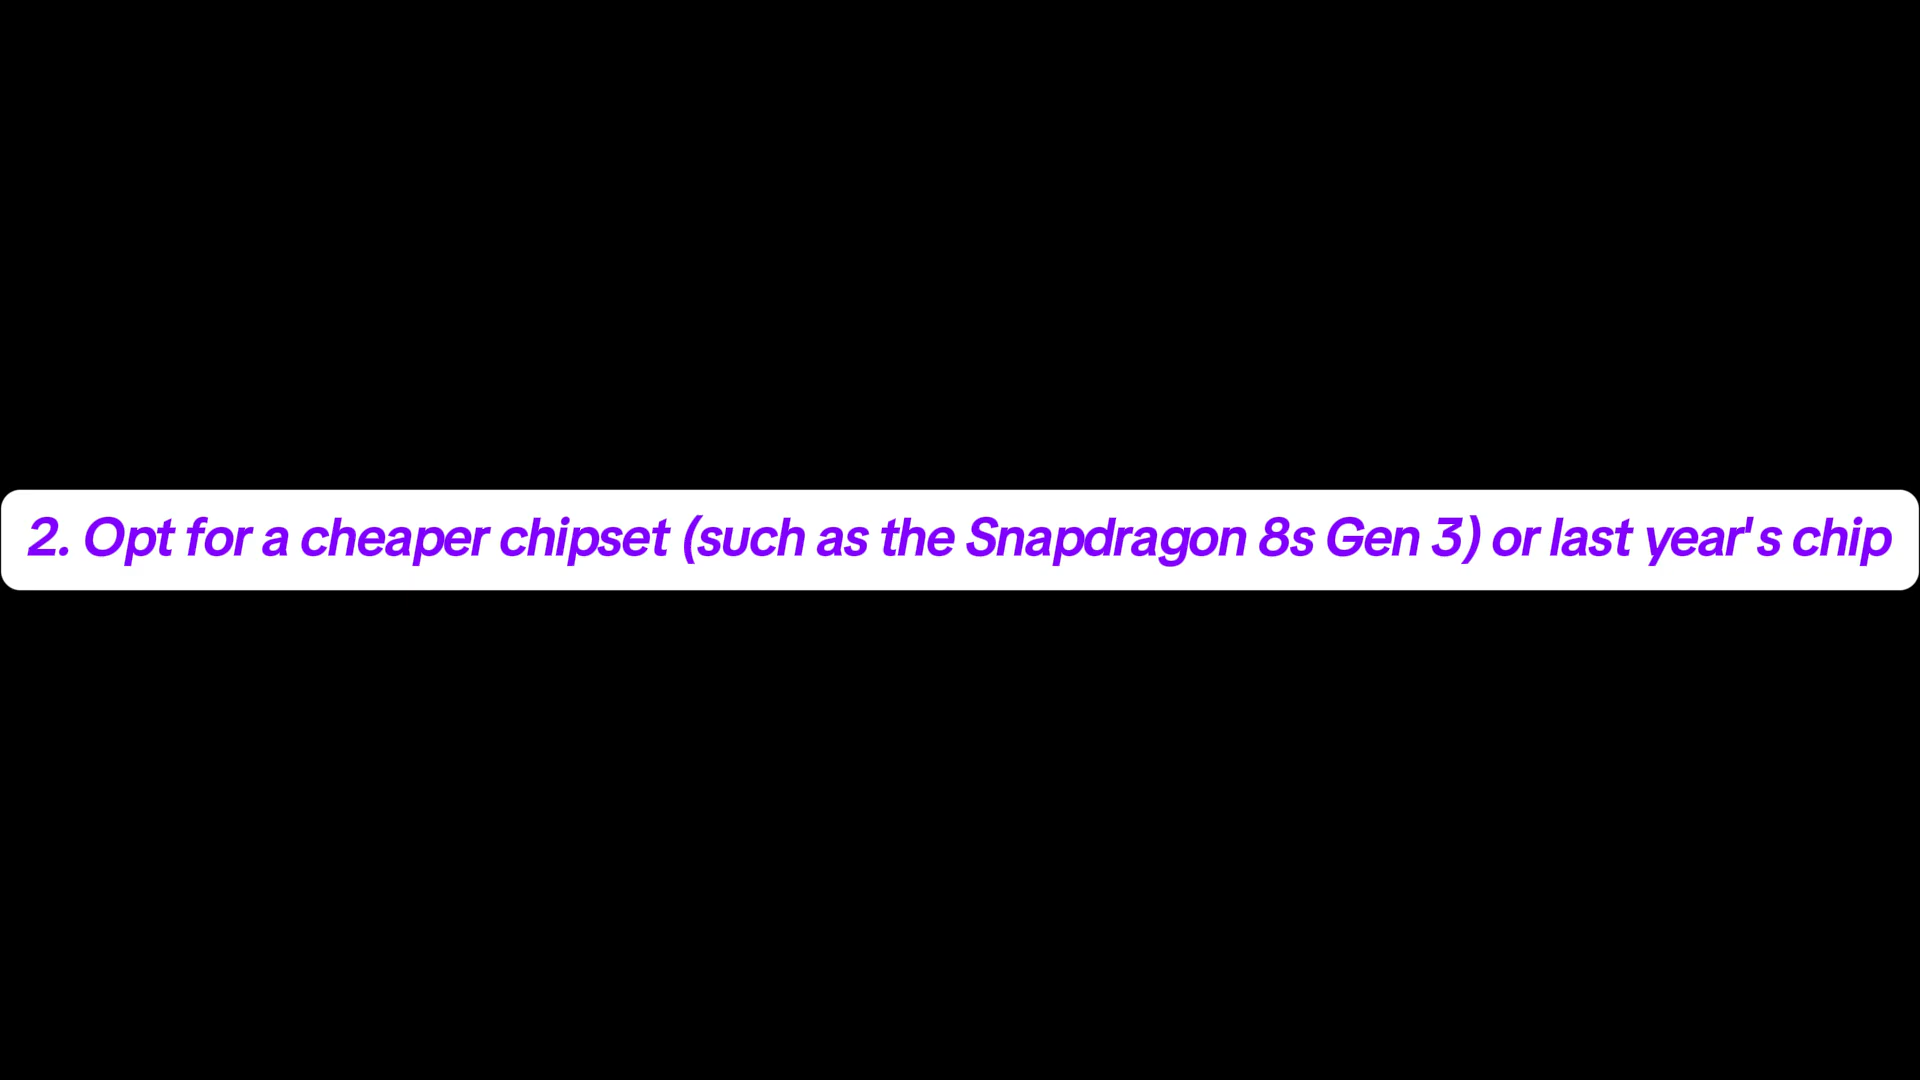 2. Opt for a cheaper chipset (such as the Snapdragon 8s Gen 3) or last year's chip